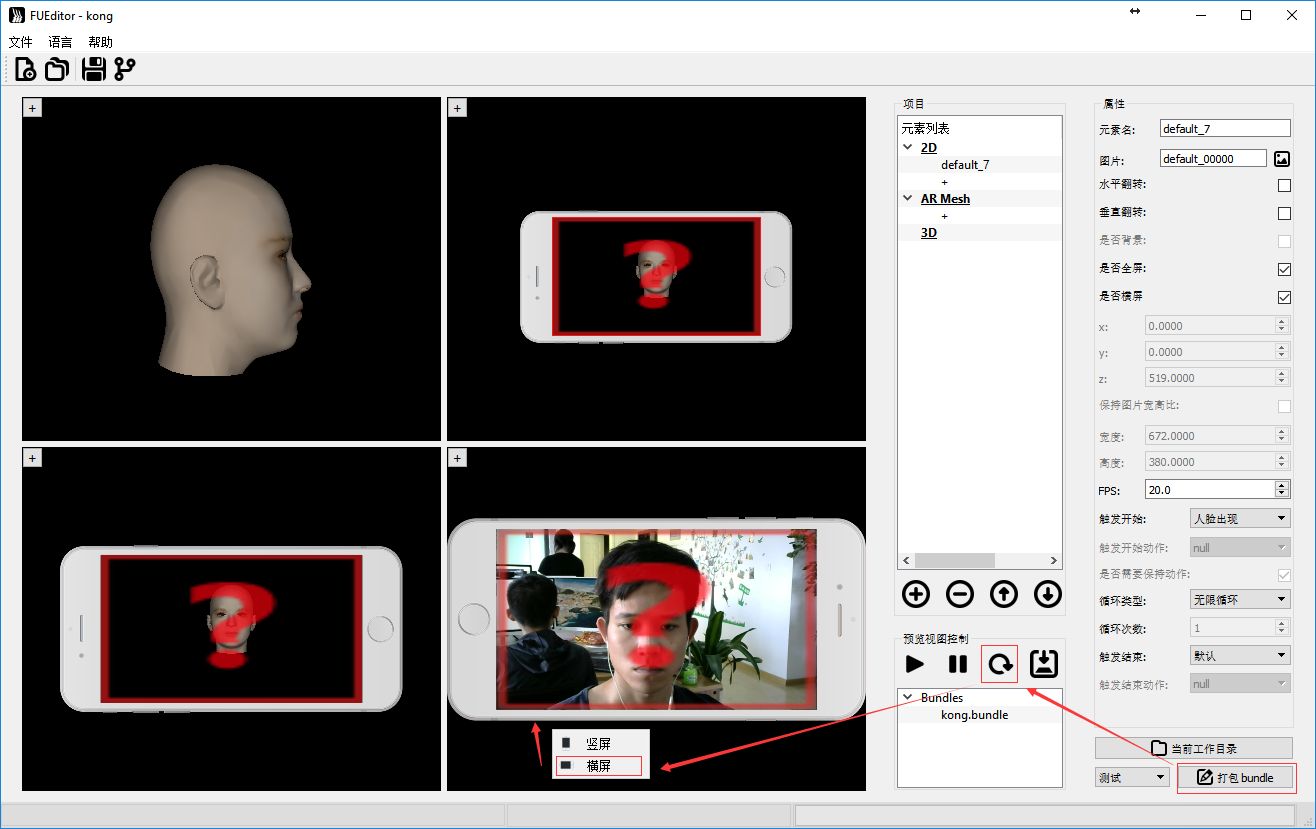 FUEditor - kong
文件 语言 帮助
+
+
+
+
竖屏
横屏
项目
元素列表
2D
default_7
+
AR Mesh
+
3D
预览视图控制
Bundles
kong.bundle
属性
元素名: default_7
图片: default_00000
水平翻转:
垂直翻转:
是否背景:
是否全屏:
是否横屏
x: 0.0000
y: 0.0000
z: 519.0000
保持图片宽高比:
宽度: 672.0000
高度: 380.0000
FPS: 20.0
触发开始: 人脸出现
触发开始动作: null
是否需要保持动作:
循环类型: 无限循环
循环次数: 1
触发结束: 默认
触发结束动作: null
当前工作目录
测试 打包 bundle